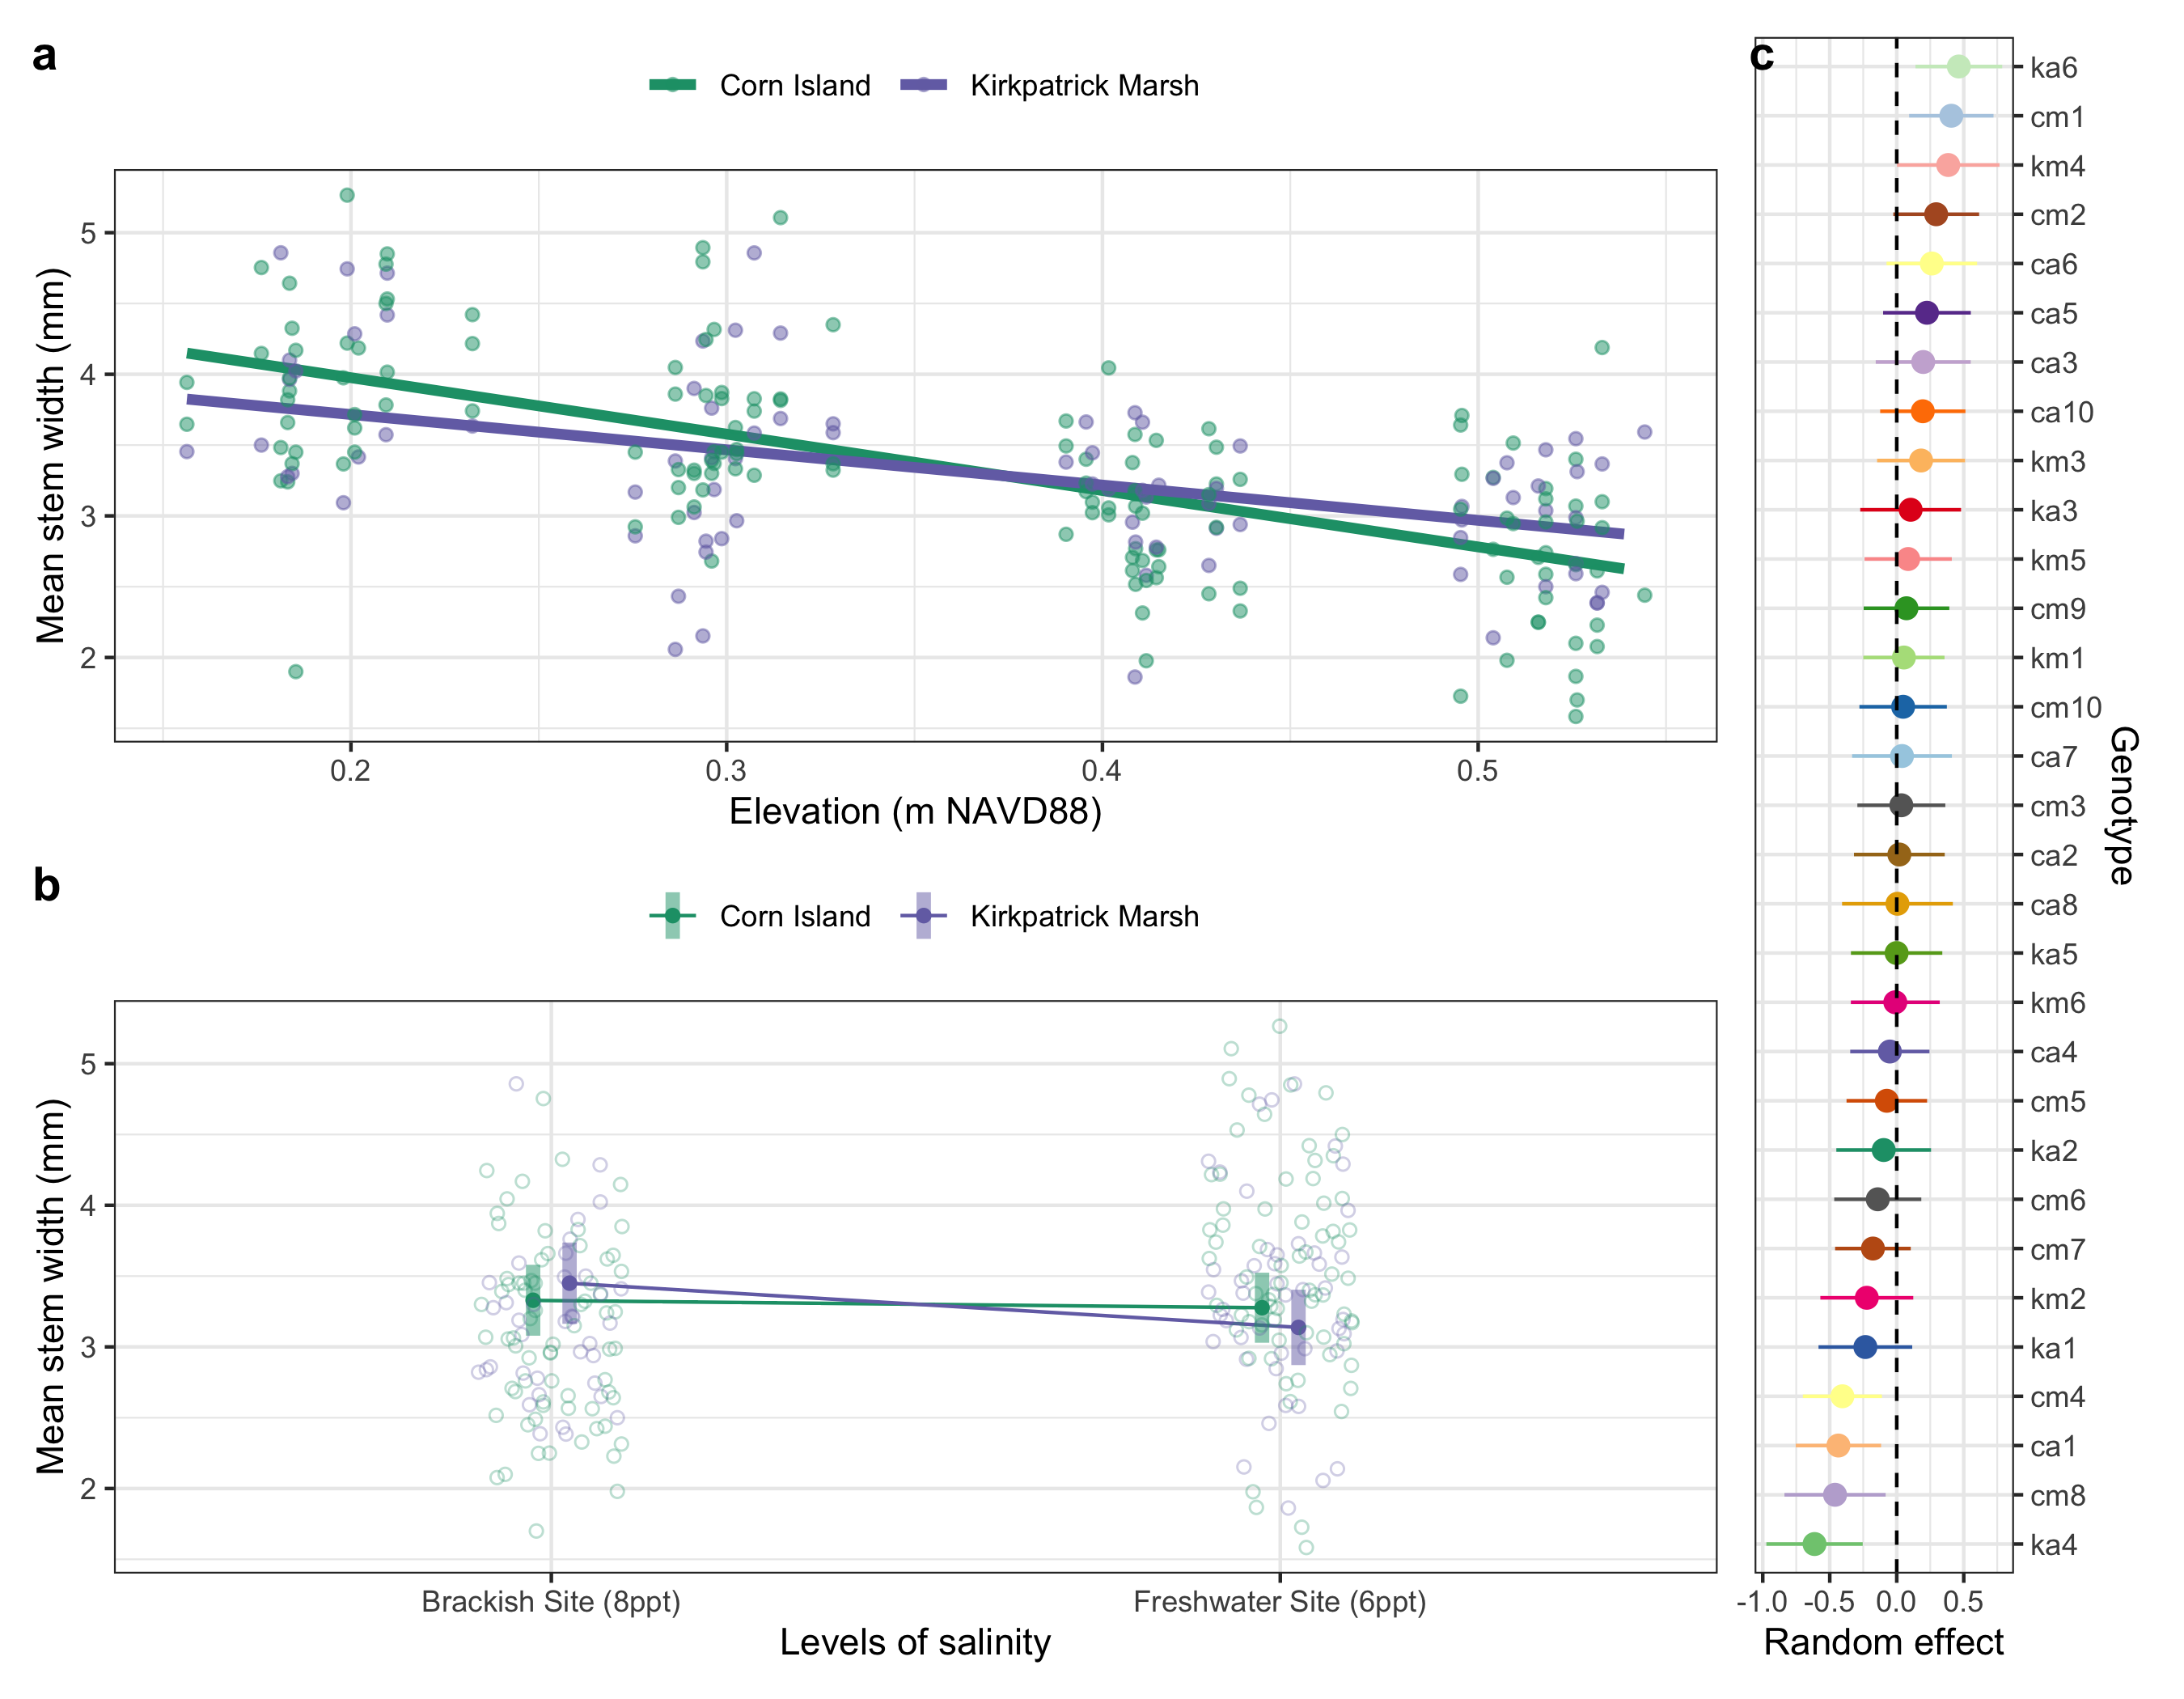 a
Corn Island
Kirkpatrick Marsh
Mean stem width (mm)
5
4
3
2
0.2
0.3
0.4
0.5
Elevation (m NAVD88)
b
Corn Island
Kirkpatrick Marsh
Mean stem width (mm)
5
4
3
2
Brackish Site (8ppt)
Freshwater Site (6ppt)
Levels of salinity
c
ka6
cm1
km4
cm2
ca6
ca5
ca3
ca10
km3
ka3
km5
cm9
km1
cm10
ca7
cm3
ca2
ca8
ka5
km6
ca4
cm5
ka2
cm6
cm7
km2
ka1
cm4
ca1
cm8
ka4
Genotype
-1.0
-0.5
0.0
0.5
Random effect